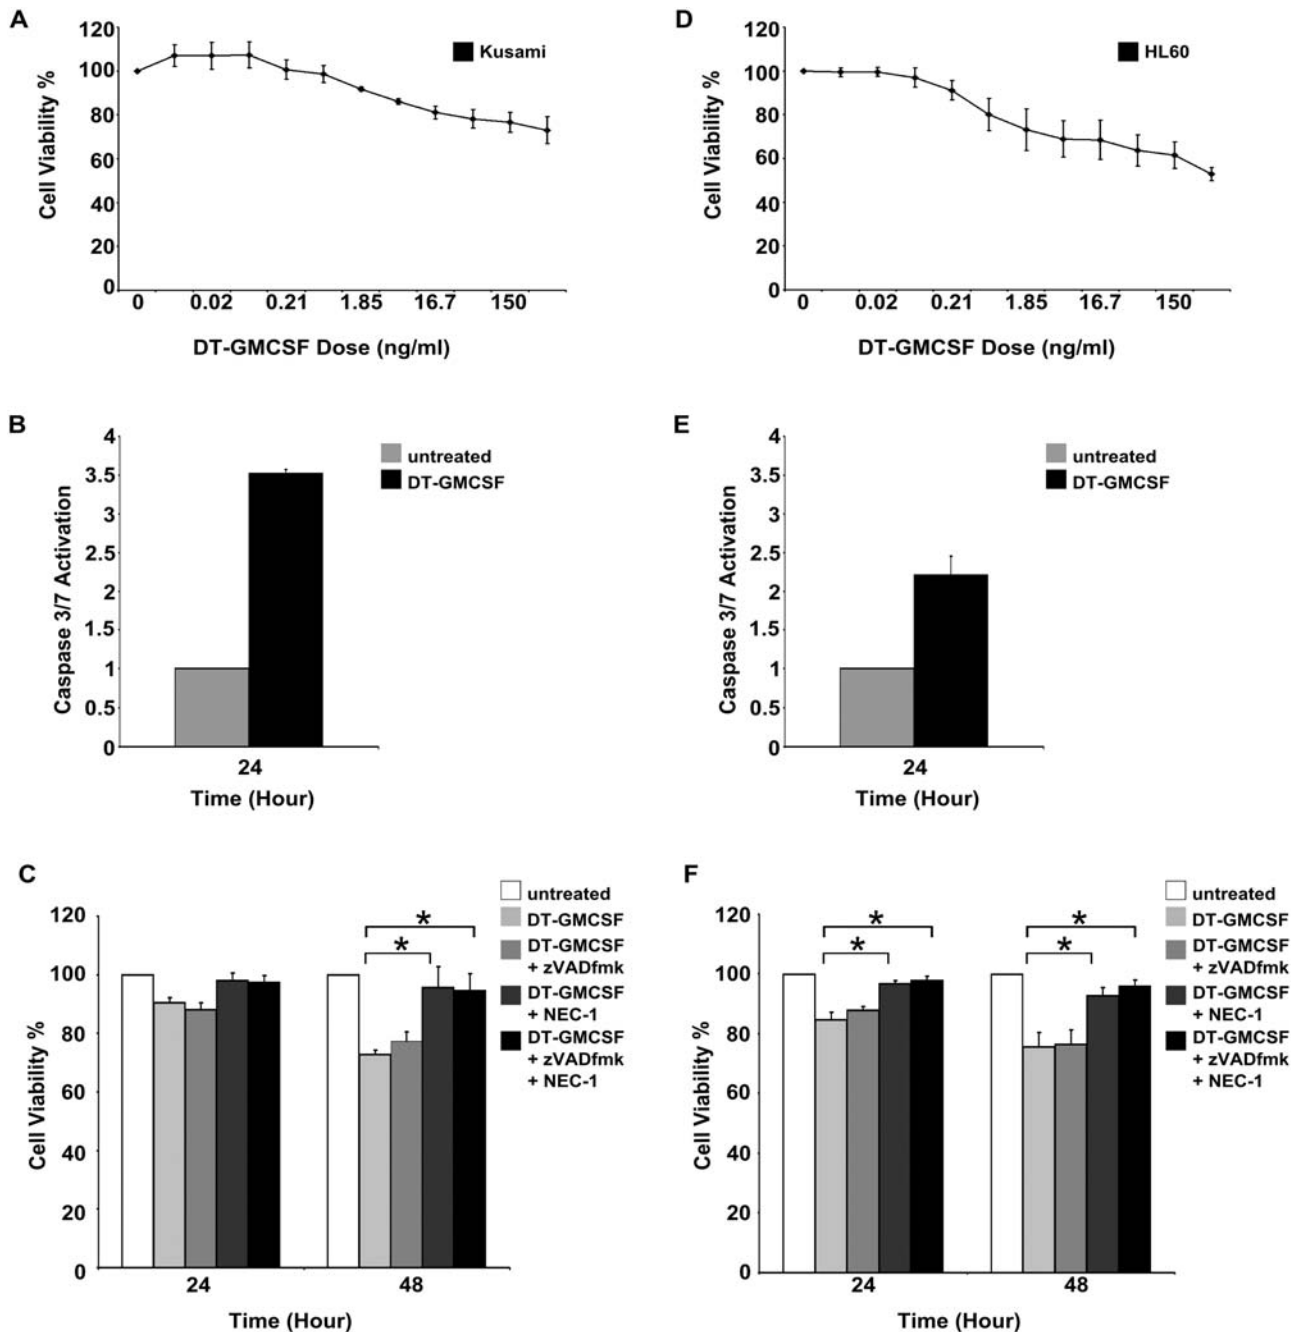 A
120
100
80
60
40
20
0
Cell Viability %
Kusami
0 0.02 0.21 1.85 16.7 150
DT-GMCSF Dose (ng/ml)
D
120
100
80
60
40
20
0
Cell Viability %
HL60
0 0.02 0.21 1.85 16.7 150
DT-GMCSF Dose (ng/ml)
B
4
3.5
3
2.5
2
1.5
1
0.5
0
Caspase 3/7 Activation
untreated
DT-GMCSF
24
Time (Hour)
E
4
3.5
3
2.5
2
1.5
1
0.5
0
Caspase 3/7 Activation
untreated
DT-GMCSF
24
Time (Hour)
C
120
100
80
60
40
20
0
Cell Viability %
*
*
untreated
DT-GMCSF
DT-GMCSF
+ zVADfmk
DT-GMCSF
+ NEC-1
DT-GMCSF
+ zVADfmk
+ NEC-1
24 48
Time (Hour)
F
120
100
80
60
40
20
0
Cell Viability %
* *
* *
untreated
DT-GMCSF
DT-GMCSF
+ zVADfmk
DT-GMCSF
+ NEC-1
DT-GMCSF
+ zVADfmk
+ NEC-1
24 48
Time (Hour)